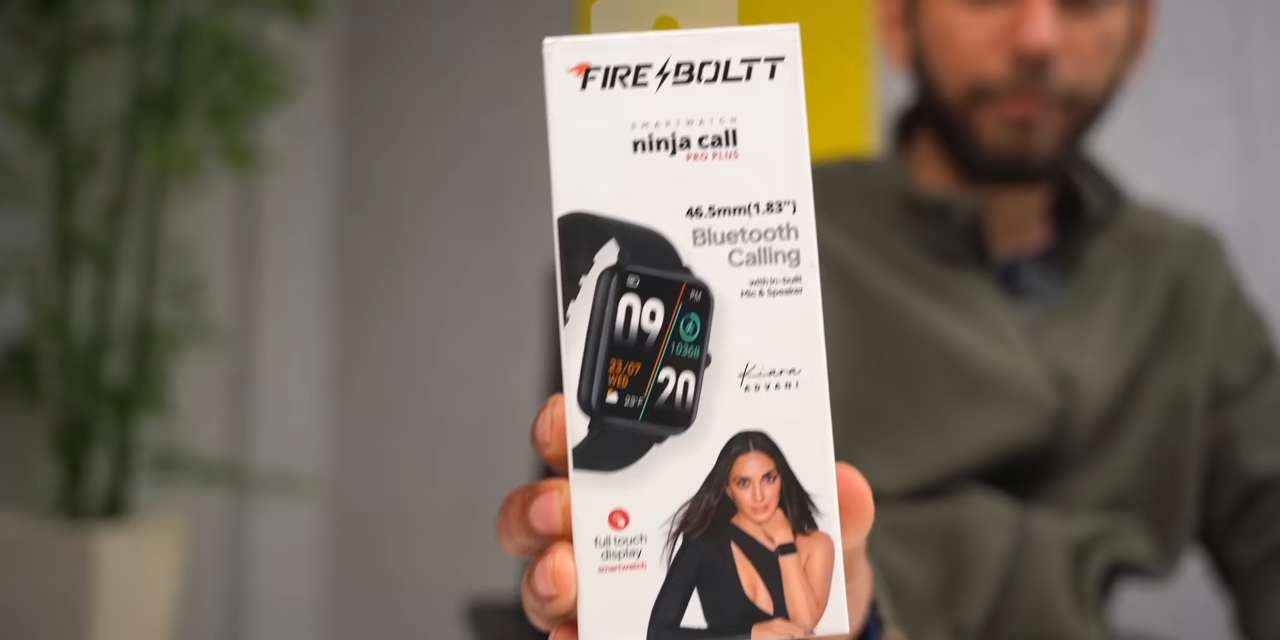 FIRE BOLTT
SMARTWATCH
ninja call
PRO PLUS
46.5mm(1.83")
Bluetooth
Calling
with In-built
Mic & Speaker
09
PM
10368
23/07
WED
23°F
20
Kiara
ADVANI
full touch
display
smartwatch